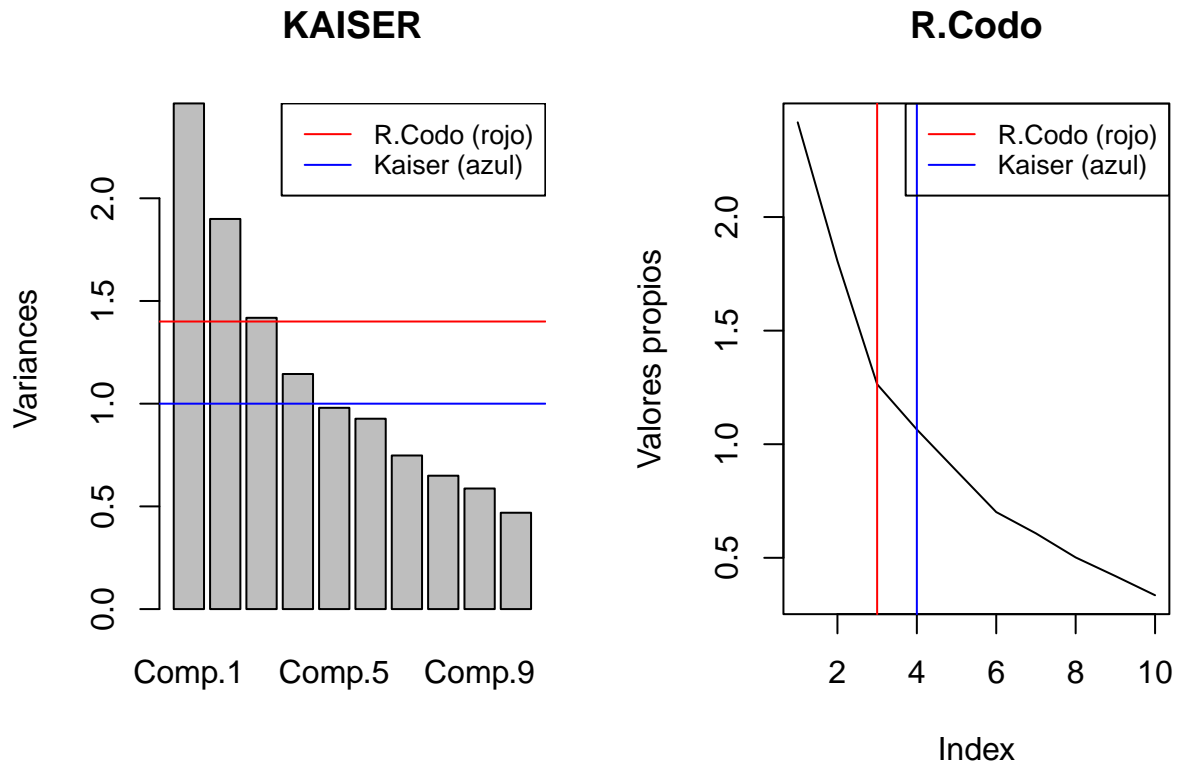 KAISER
R.Codo (rojo)
Kaiser (azul)
Variances
2.0
1.5
1.0
0.5
0.0
Comp.1
Comp.5
Comp.9
R.Codo
R.Codo (rojo)
Kaiser (azul)
Valores propios
2.0
1.5
1.0
0.5
2 4 6 8 10
Index